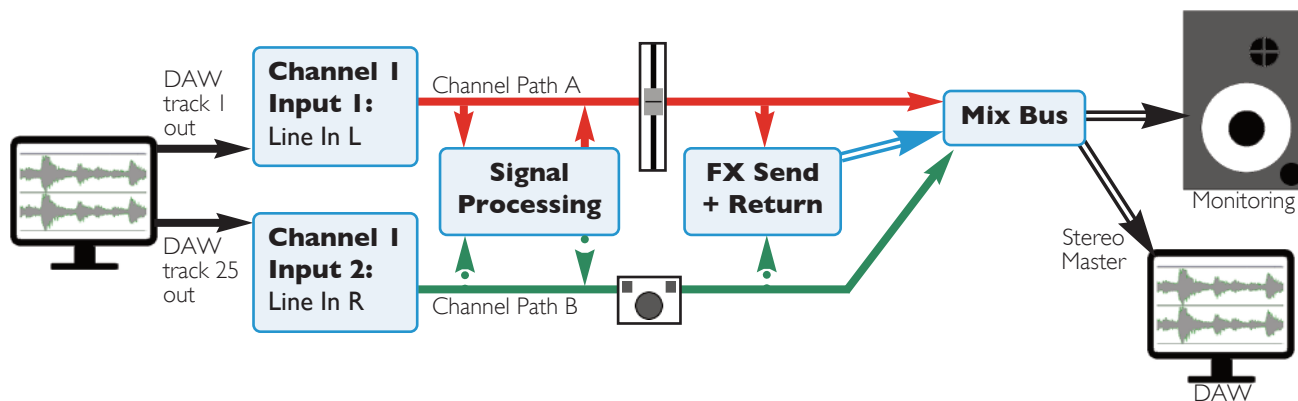 DAW
track 1
out
Channel 1
Input 1:
Line In L
Channel Path A
Signal
Processing
FX Send
+ Return
Mix Bus
Monitoring
DAW
track 25
out
Channel 1
Input 2:
Line In R
Channel Path B
Stereo
Master
DAW